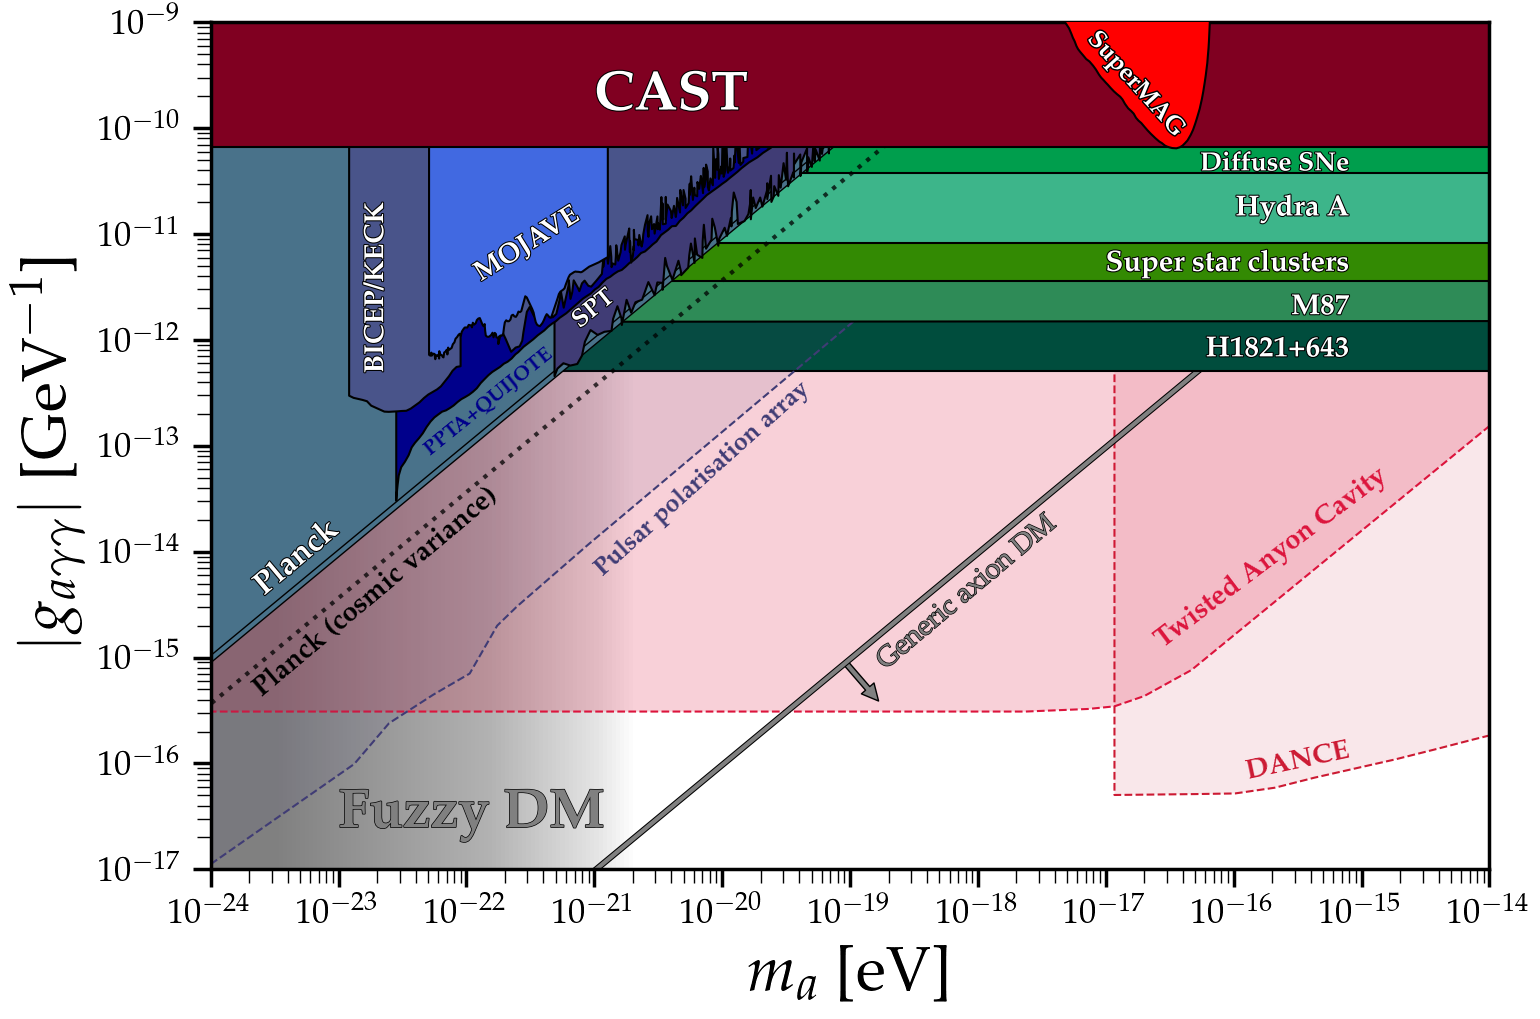 10−9
10−10
10−11
10−12
10−13
10−14
10−15
10−16
10−17
|gaγγ| [GeV−1]
CAST
SuperMAG
Diffuse SNe
Hydra A
Super star clusters
M87
H1821+643
BICEP/KECK
MOJAVE
SPT
PPTA+QUIJOTE
Planck
Planck (cosmic variance)
Pulsar polarisation array
Generic axion DM
Twisted Anyon Cavity
DANCE
Fuzzy DM
10−24 10−23 10−22 10−21 10−20 10−19 10−18 10−17 10−16 10−15 10−14
ma [eV]